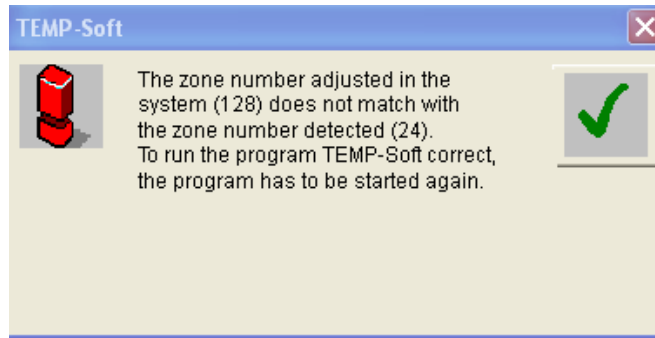 TEMP-Soft
The zone number adjusted in the
system (128) does not match with
the zone number detected (24).
To run the program TEMP-Soft correct,
the program has to be started again.